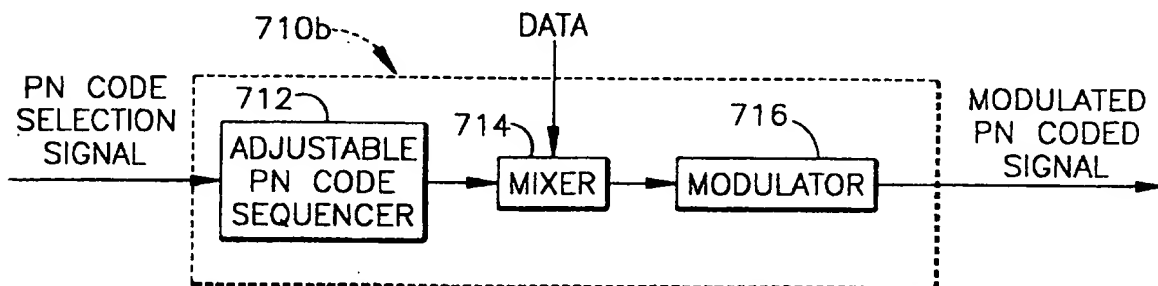 710b
DATA
PN CODE
SELECTION
SIGNAL
712
ADJUSTABLE
PN CODE
SEQUENCER
714
MIXER
716
MODULATOR
MODULATED
PN CODED
SIGNAL